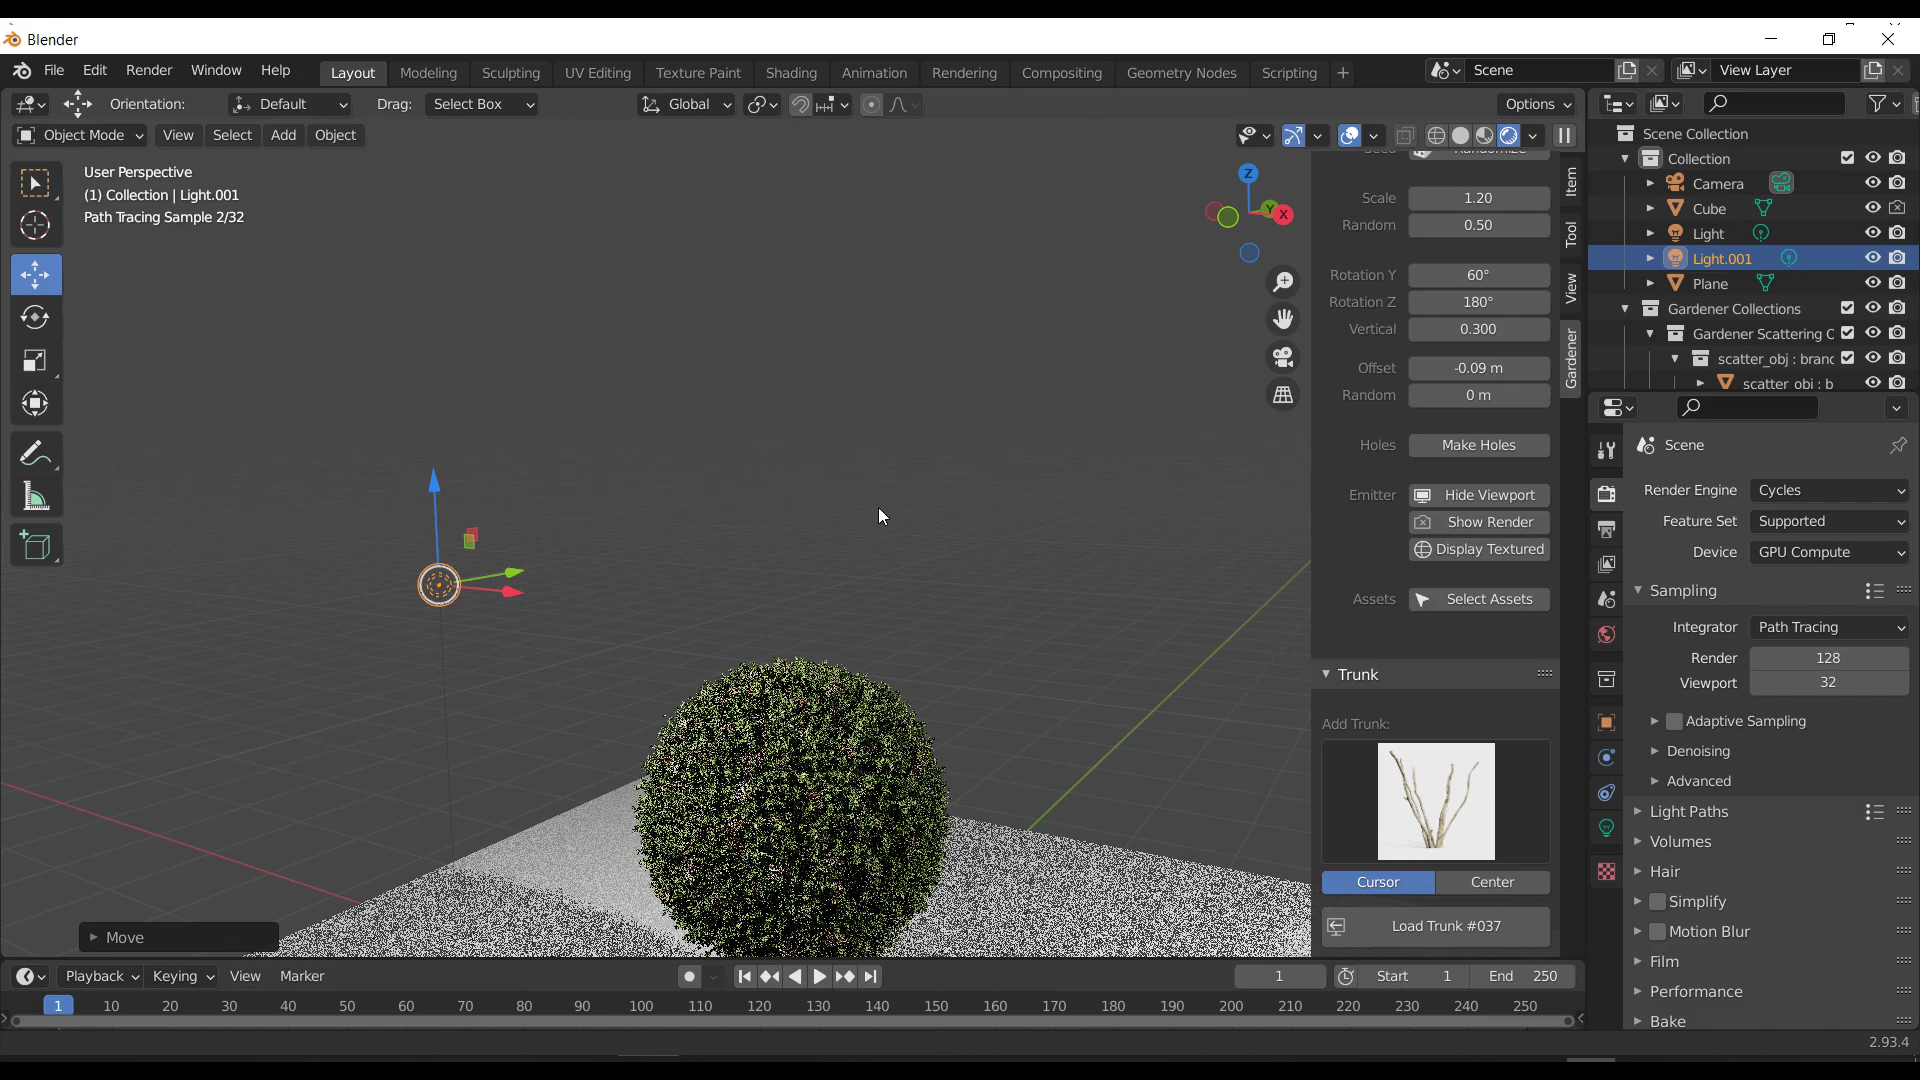 Blender
File Edit Render Window Help Layout Modeling Sculpting UV Editing Texture Paint Shading Animation Rendering Compositing Geometry Nodes Scripting + Scene View Layer
Orientation: Default Drag: Select Box Global Options
Object Mode View Select Add Object
User Perspective
(1) Collection | Light.001
Path Tracing Sample 2/32
Z
Y
X
Scale 1.20
Random 0.50
Rotation Y 60°
Rotation Z 180°
Vertical 0.300
Offset -0.09 m
Random 0 m
Holes Make Holes
Emitter Hide Viewport
Show Render
Display Textured
Assets Select Assets
Trunk
Add Trunk:
Cursor Center
Load Trunk #037
Item
Tool
View
Gardener
Scene Collection
Collection
Camera
Cube
Light
Light.001
Plane
Gardener Collections
Gardener Scattering O
scatter_obj : branc
scatter obj : b
Scene
Render Engine Cycles
Feature Set Supported
Device GPU Compute
Sampling
Integrator Path Tracing
Render 128
Viewport 32
Adaptive Sampling
Denoising
Advanced
Light Paths
Volumes
Hair
Simplify
Motion Blur
Film
Performance
Bake
Move
Playback Keying View Marker 1 Start 1 End 250
1 10 20 30 40 50 60 70 80 90 100 110 120 130 140 150 160 170 180 190 200 210 220 230 240 250
2.93.4